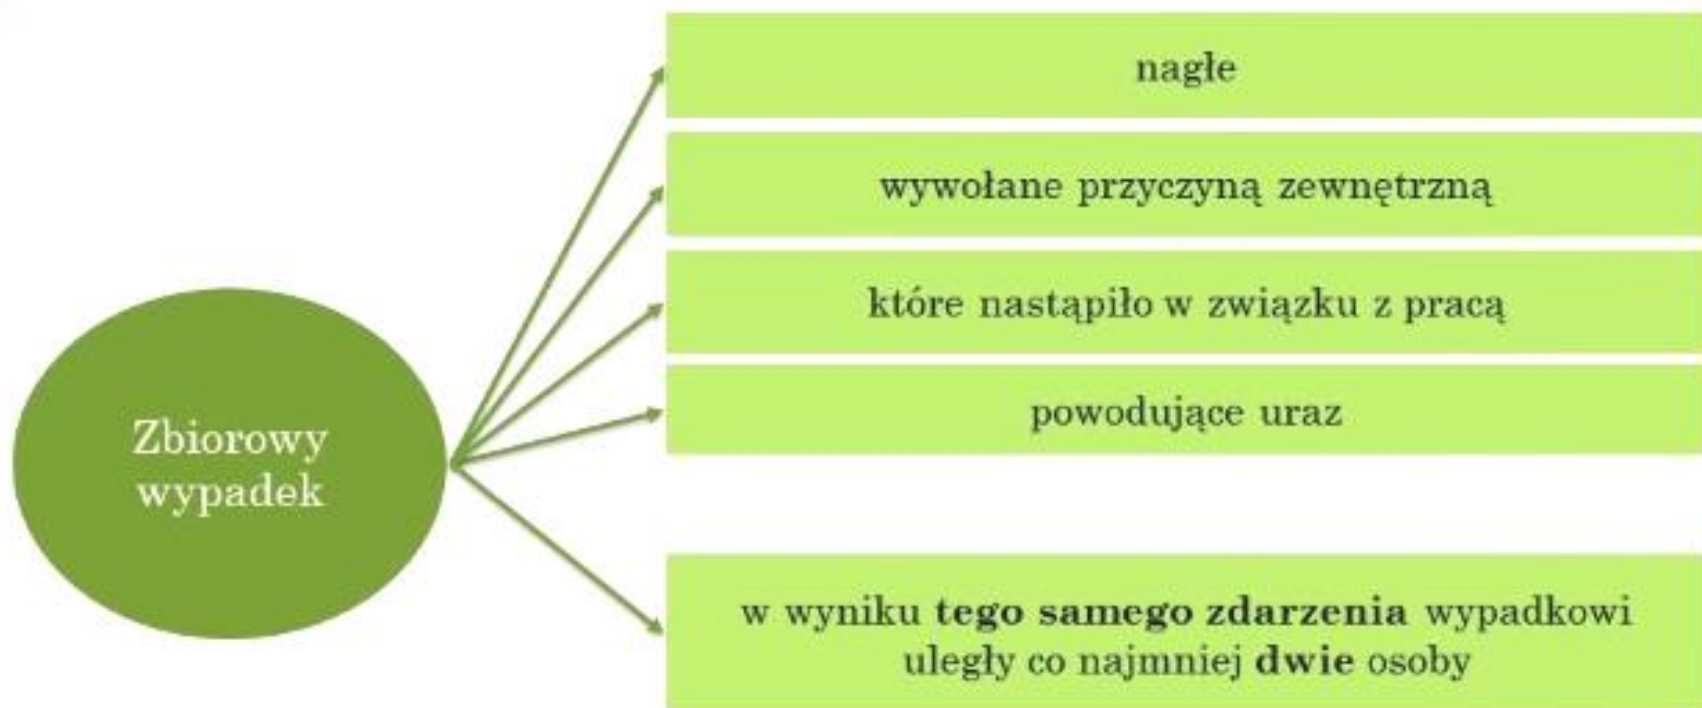 nagłe
wywołane przyczyną zewnętrzną
które nastąpiło w związku z pracą
powodujące uraz
Zbiorowy
wypadek
w wyniku tego samego zdarzenia wypadkowi
uległy co najmniej dwie osoby